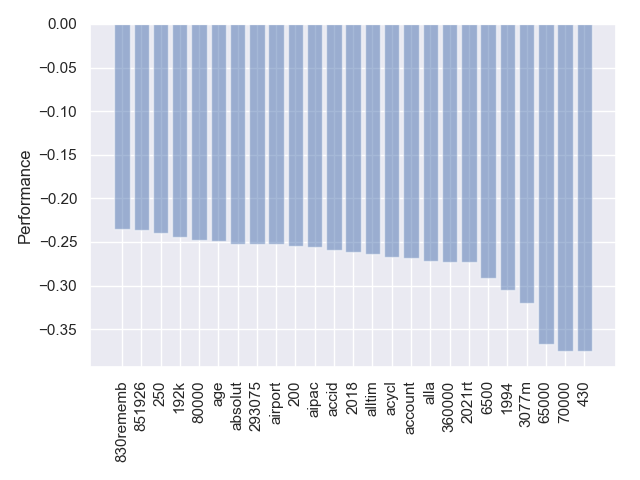 0.00
−0.05
−0.10
−0.15
−0.20
−0.25
−0.30
−0.35
Performance
830rememb
851926
250
192k
80000
age
absolut
293075
airport
200
aipac
accid
2018
alltim
acycl
account
alla
360000
2021rt
6500
1994
3077m
65000
70000
430